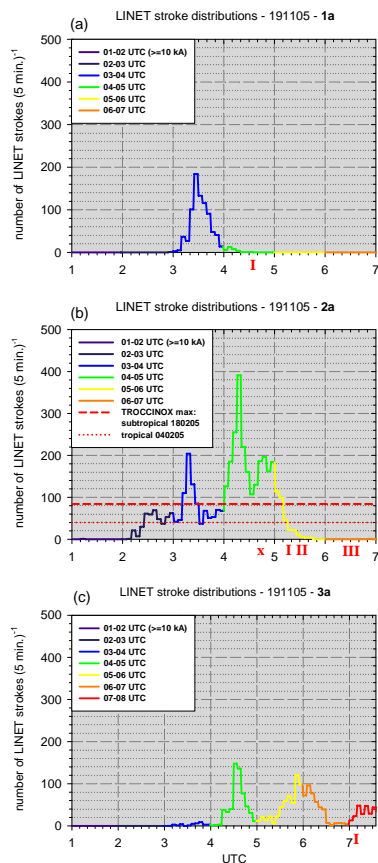 (a)
LINET stroke distributions - 191105 - 1a
number of LINET strokes (5 min.)-1
500
400
300
200
100
0
01-02 UTC (>=10 kA)
02-03 UTC
03-04 UTC
04-05 UTC
05-06 UTC
06-07 UTC
1 2 3 4 5 6 7
I
(b)
LINET stroke distributions - 191105 - 2a
number of LINET strokes (5 min.)-1
500
400
300
200
100
0
01-02 UTC (>=10 kA)
02-03 UTC
03-04 UTC
04-05 UTC
05-06 UTC
06-07 UTC
TROCCINOX max:
subtropical 180205
tropical 040205
1 2 3 4 5 6 7
x I II III
(c)
LINET stroke distributions - 191105 - 3a
number of LINET strokes (5 min.)-1
500
400
300
200
100
0
01-02 UTC (>=10 kA)
02-03 UTC
03-04 UTC
04-05 UTC
05-06 UTC
06-07 UTC
07-08 UTC
1 2 3 4 5 6 7
I
UTC